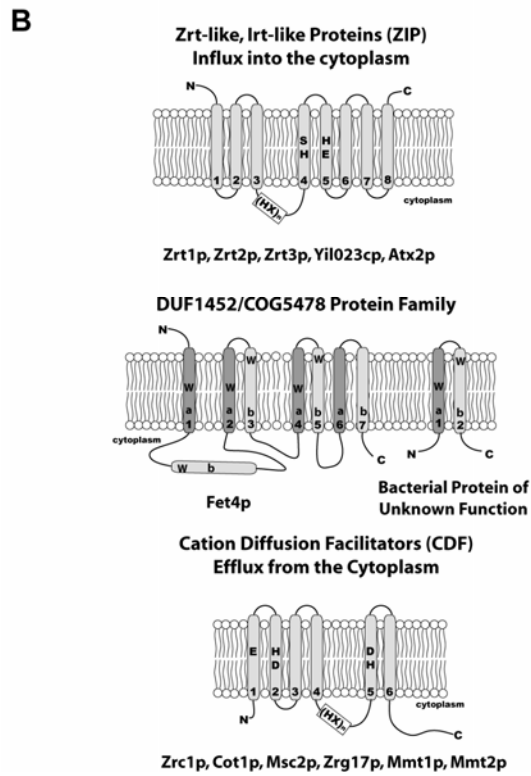 B
Zrt-like, Irt-like Proteins (ZIP)
Influx into the cytoplasm
N
C
S
H
H
E
1 2 3 4 5 6 7 8
(HX)n
cytoplasm
Zrt1p, Zrt2p, Zrt3p, Yil023cp, Atx2p
DUF1452/COG5478 Protein Family
N
W W W W
W W W W
a a b a b a b a b
1 2 3 4 5 6 7 1 2
cytoplasm
W b
C
N
C
Fet4p
Bacterial Protein of
Unknown Function
Cation Diffusion Facilitators (CDF)
Efflux from the Cytoplasm
E
H
D
D
H
1 2 3 4 5 6
cytoplasm
N
(HX)n
C
Zrc1p, Cot1p, Msc2p, Zrg17p, Mmt1p, Mmt2p